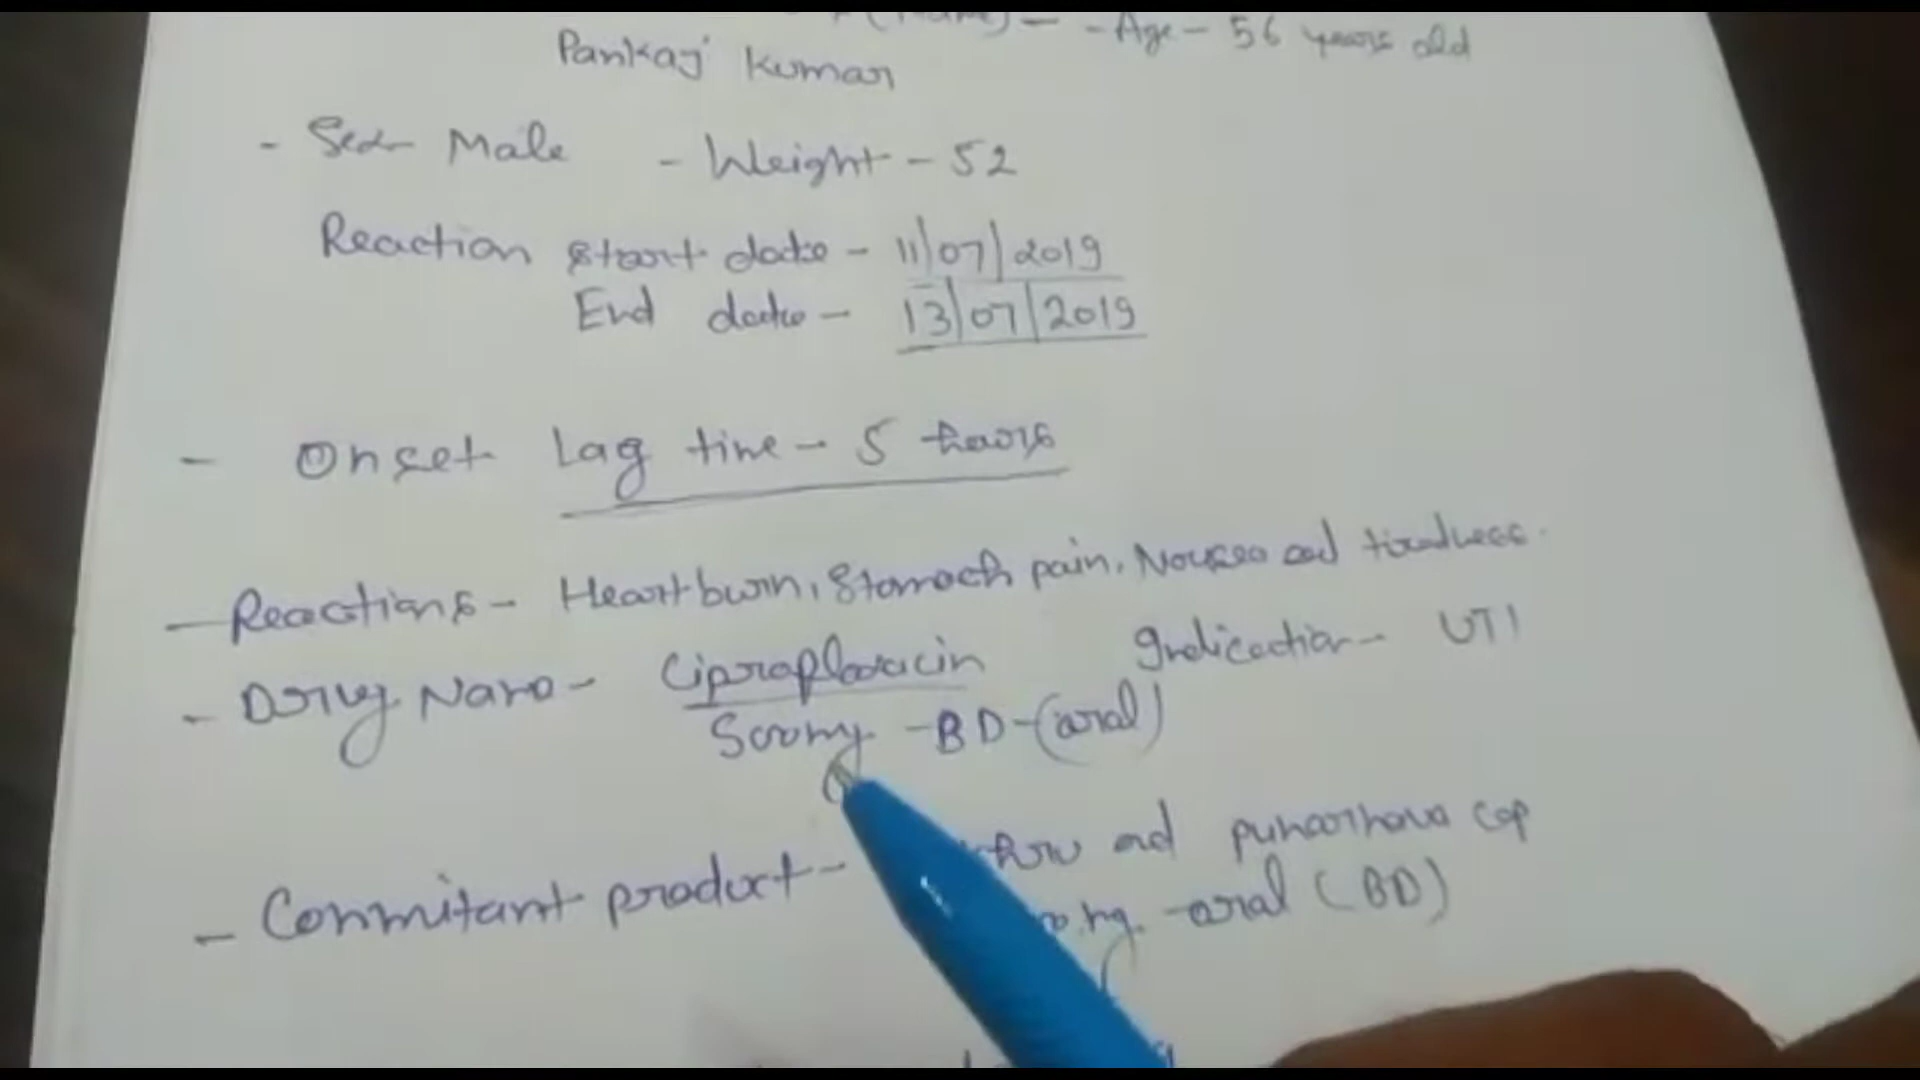 - Age - 56 years old
Pankaj Kumar
- Sex- Male - Weight - 52
Reaction start date - 11/07/2019
End date - 13/07/2019
- Onset Lag time - 5 hours
- Reactions - Heartburn, Stomach pain, Nausea and tiredness.
- Drug Name - Ciprofloxacin Indication - UTI
500mg - BD - (oral)
- Conmitant product - and punarnava cap
mg. - oral (BD)